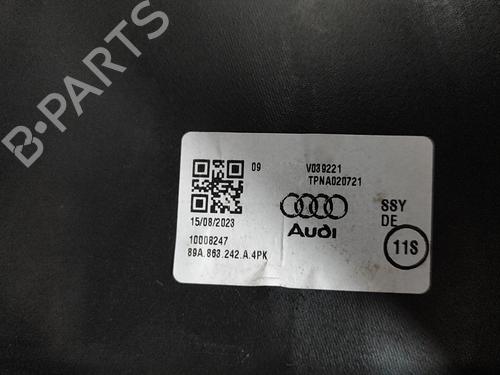 B-PARTS
09
V039221
TPNA020721
15/08/2023
Audi
SSY
DE
11S
10008247
89A.863.242.A.4PK